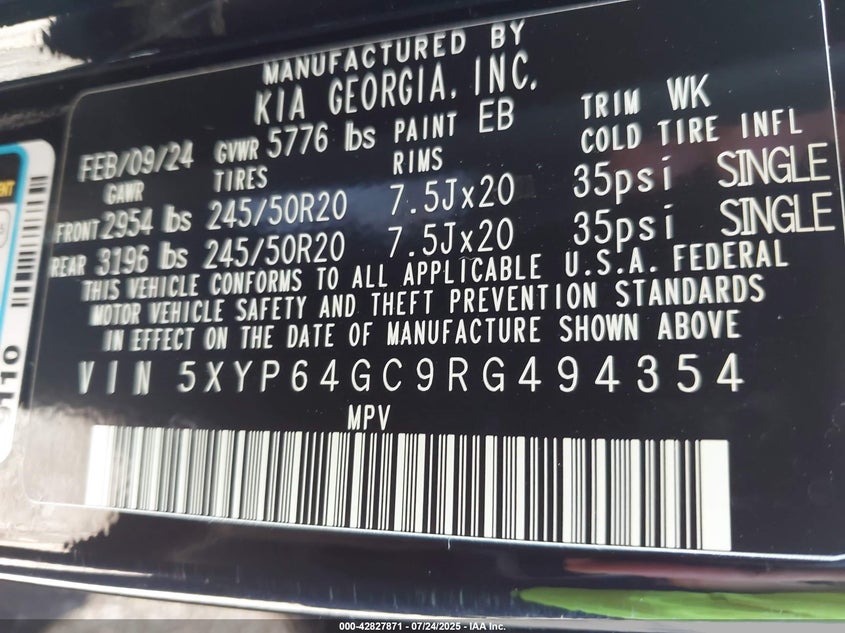 MANUFACTURED BY
KIA GEORGIA, INC.
FEB/09/24 GVWR 5776 lbs PAINT EB TRIM WK
GAWR TIRES RIMS COLD TIRE INFL
FRONT 2954 lbs 245/50R20 7.5Jx20 35psi SINGLE
REAR 3196 lbs 245/50R20 7.5Jx20 35psi SINGLE
THIS VEHICLE CONFORMS TO ALL APPLICABLE U.S.A. FEDERAL
MOTOR VEHICLE SAFETY AND THEFT PREVENTION STANDARDS
IN EFFECT ON THE DATE OF MANUFACTURE SHOWN ABOVE
VIN 5XYP64GC9RG494354
MPV
000-42827871 - 07/24/2025 - IAA Inc.